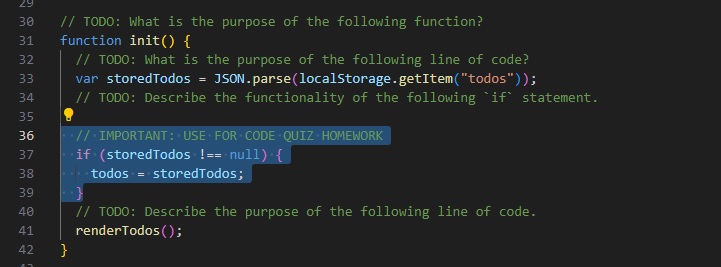 29
30 // TODO: What is the purpose of the following function?
31 function init() {
32 // TODO: What is the purpose of the following line of code?
33 var storedTodos = JSON.parse(localStorage.getItem("todos"));
34 // TODO: Describe the functionality of the following `if` statement.
35
36 // IMPORTANT: USE FOR CODE QUIZ HOMEWORK
37 if (storedTodos !== null) {
38 todos = storedTodos;
39 }
40 // TODO: Describe the purpose of the following line of code.
41 renderTodos();
42 }